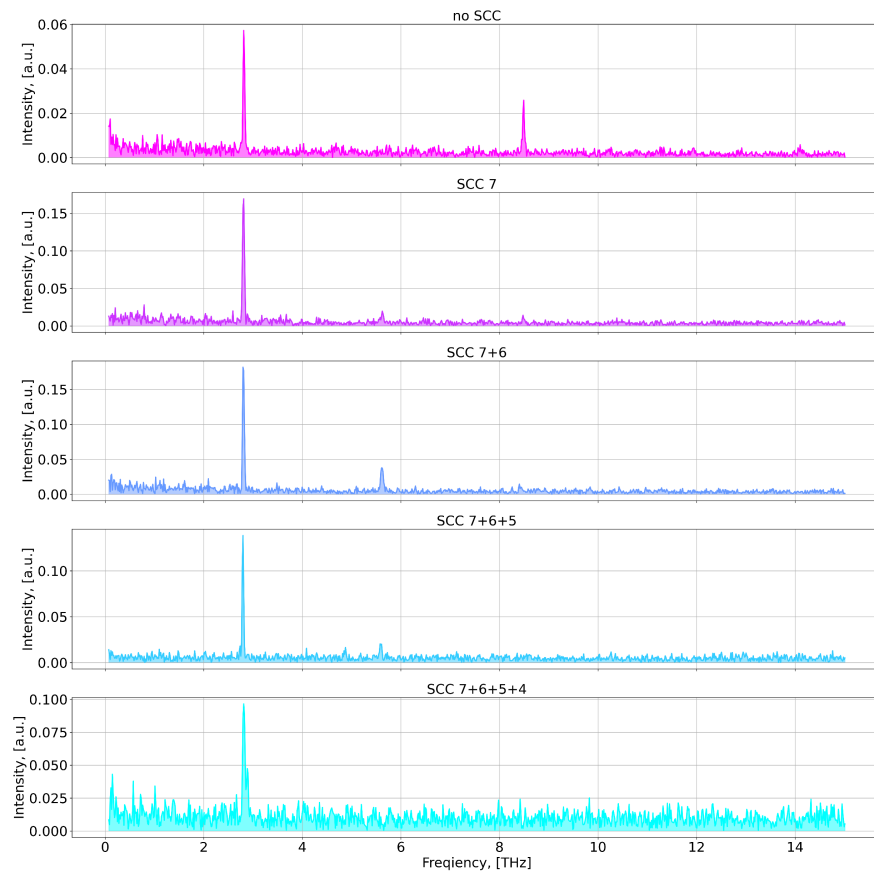 no SCC
0.06
0.04
0.02
0.00
Intensity, [a.u.]
SCC 7
0.15
0.10
0.05
0.00
Intensity, [a.u.]
SCC 7+6
0.15
0.10
0.05
0.00
Intensity, [a.u.]
SCC 7+6+5
0.10
0.05
0.00
Intensity, [a.u.]
SCC 7+6+5+4
0.100
0.075
0.050
0.025
0.000
Intensity, [a.u.]
0 2 4 6 8 10 12 14
Freqiency, [THz]